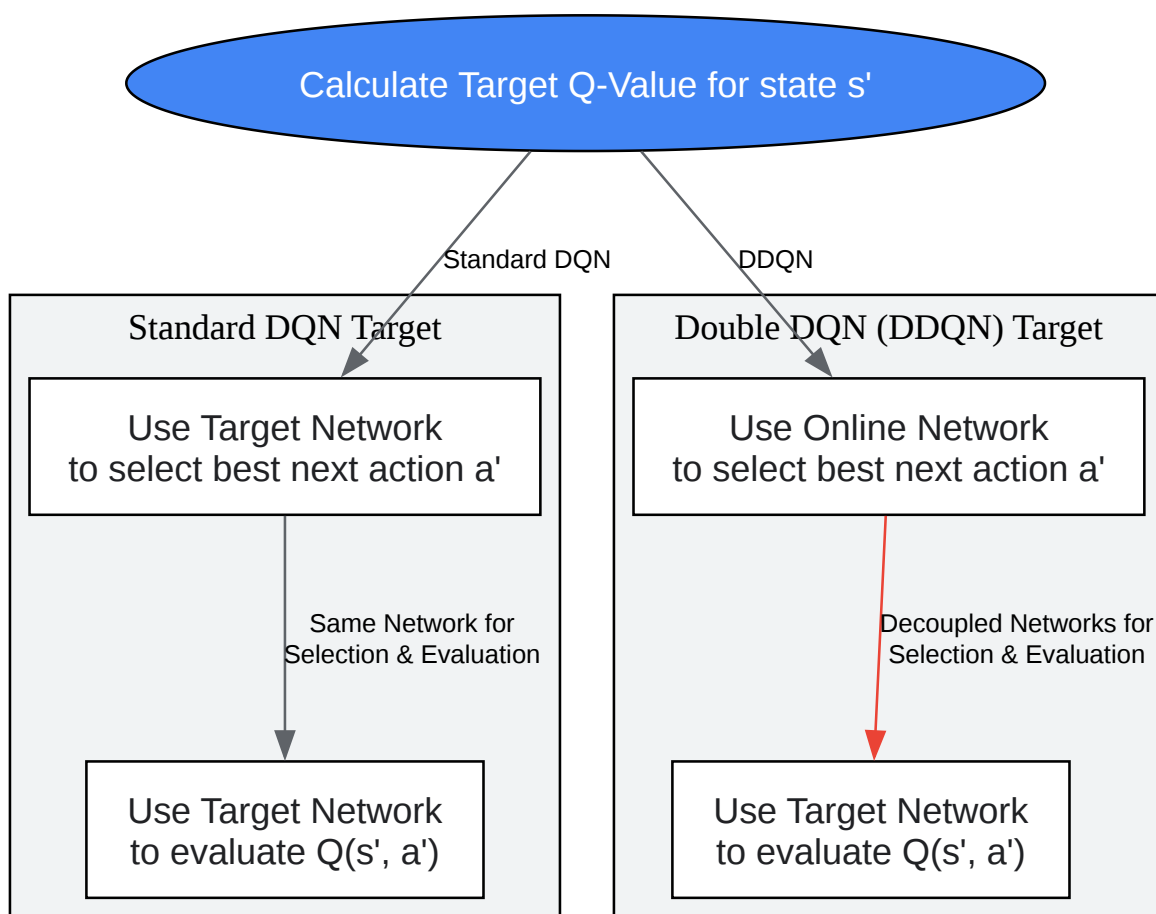 Calculate Target Q-Value for state s'
Standard DQN
DDQN
Standard DQN Target
Use Target Network
to select best next action a'
Same Network for
Selection & Evaluation
Use Target Network
to evaluate Q(s', a')
Double DQN (DDQN) Target
Use Online Network
to select best next action a'
Decoupled Networks for
Selection & Evaluation
Use Target Network
to evaluate Q(s', a')